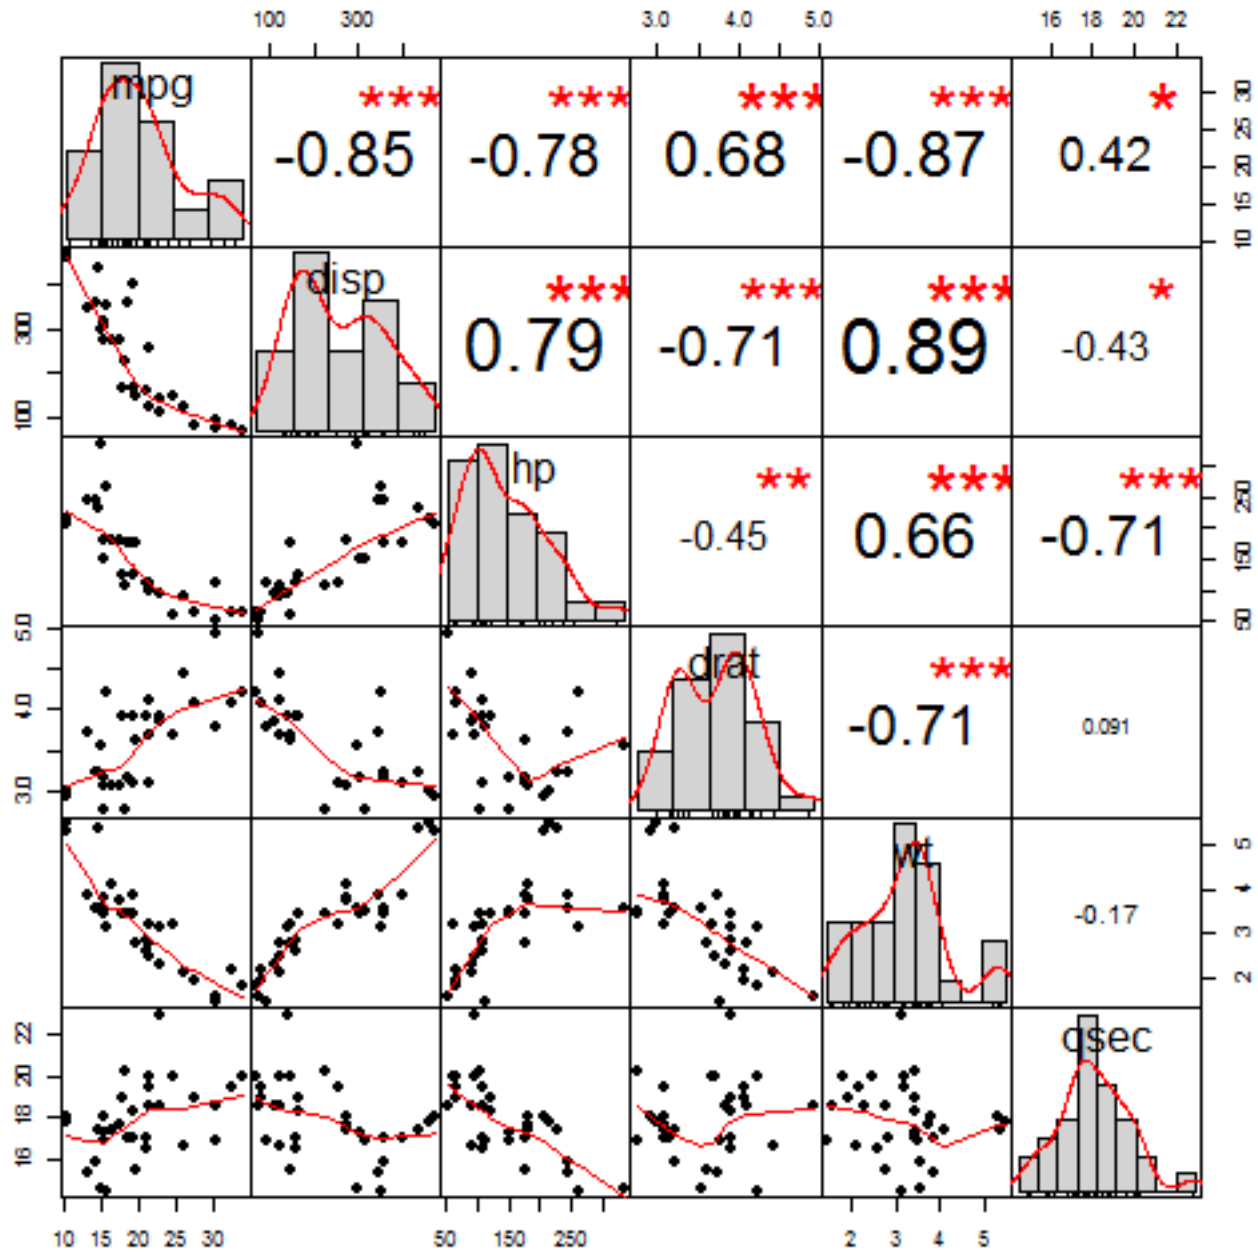 100 300 3.0 4.0 5.0 16 18 20 22
mpg *** -0.85 *** -0.78 *** 0.68 *** -0.87 * 0.42 10 15 20 25 30
100 300 disp *** 0.79 *** -0.71 *** 0.89 * -0.43
hp ** -0.45 *** 0.66 *** -0.71 50 150 250
3.0 4.0 5.0 drat *** -0.71 0.091
wt -0.17 2 3 4 5
16 18 20 22 qsec
10 15 20 25 30 50 150 250 2 3 4 5